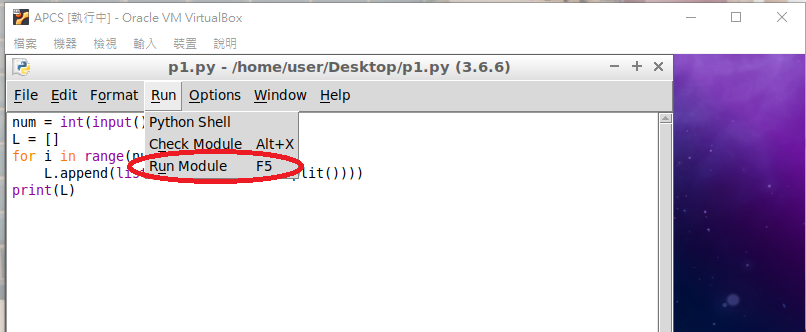 APCS [執行中] - Oracle VM VirtualBox
檔案 機器 檢視 輸入 裝置 說明
p1.py - /home/user/Desktop/p1.py (3.6.6)
File Edit Format Run Options Window Help
num = int(input()
Python Shell
L = []
Check Module Alt+X
for i in range(
Run Module F5
L.append(lis lit())))
print(L)